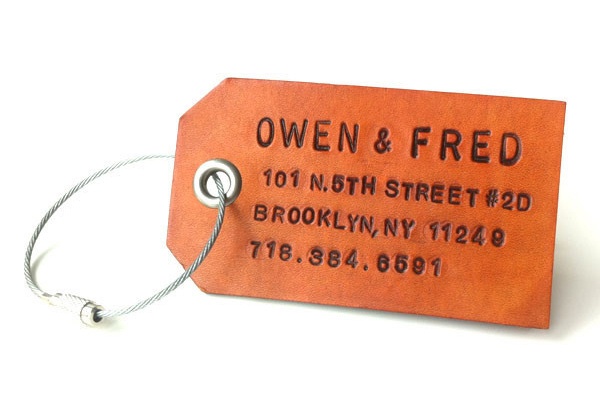 OWEN & FRED
101 N.5TH STREET #2D
BROOKLYN, NY 11249
718.384.6591